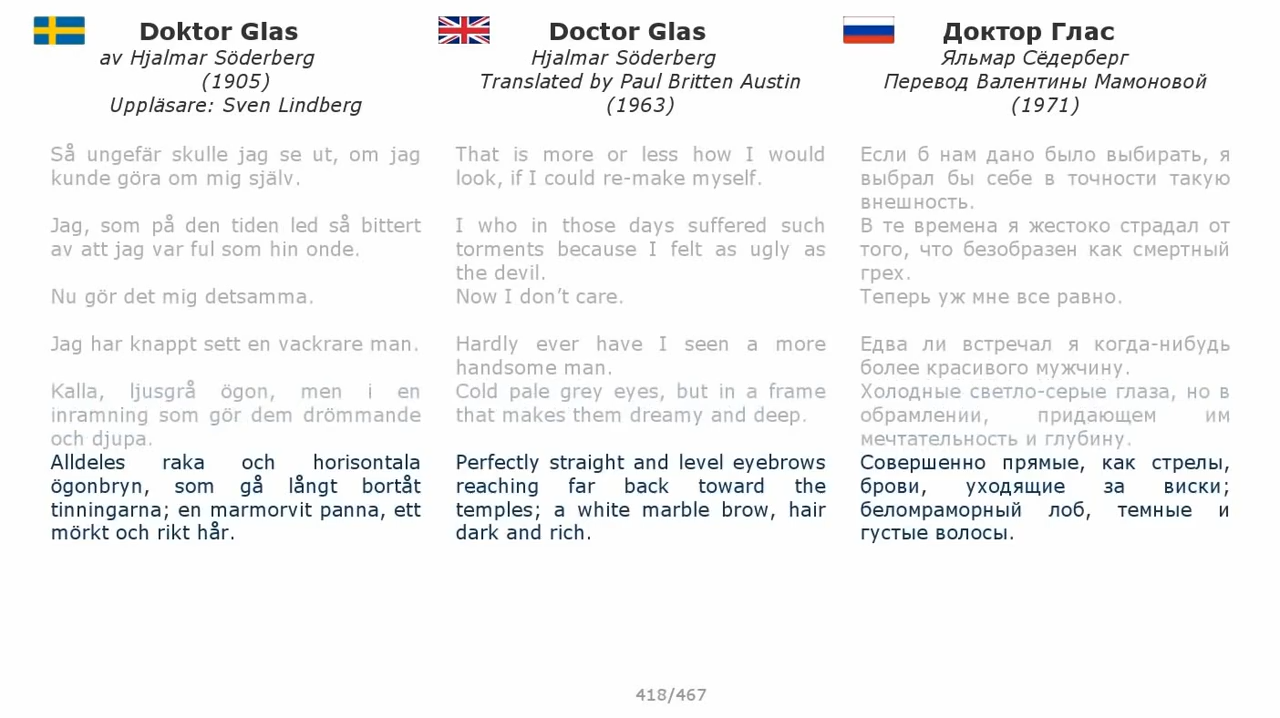 Doktor Glas
av Hjalmar Söderberg
(1905)
Uppläsare: Sven Lindberg
Så ungefär skulle jag se ut, om jag
kunde göra om mig själv.
Jag, som på den tiden led så bittert
av att jag var ful som hin onde.
Nu gör det mig detsamma.
Jag har knappt sett en vackrare man.
Kalla, ljusgrå ögon, men i en
inramning som gör dem drömmande
och djupa.
Alldeles raka och horisontala
ögonbryn, som gå långt bortåt
tinningarna; en marmorvit panna, ett
mörkt och rikt hår.
Doctor Glas
Hjalmar Söderberg
Translated by Paul Britten Austin
(1963)
That is more or less how I would
look, if I could re-make myself.
I who in those days suffered such
torments because I felt as ugly as
the devil.
Now I don’t care.
Hardly ever have I seen a more
handsome man.
Cold pale grey eyes, but in a frame
that makes them dreamy and deep.
Perfectly straight and level eyebrows
reaching far back toward the
temples; a white marble brow, hair
dark and rich.
Доктор Глас
Яльмар Сёдерберг
Перевод Валентины Мамоновой
(1971)
Если б нам дано было выбирать, я
выбрал бы себе в точности такую
внешность.
В те времена я жестоко страдал от
того, что безобразен как смертный
грех.
Теперь уж мне все равно.
Едва ли встречал я когда-нибудь
более красивого мужчину.
Холодные светло-серые глаза, но в
обрамлении, придающем им
мечтательность и глубину.
Совершенно прямые, как стрелы,
брови, уходящие за виски;
беломраморный лоб, темные и
густые волосы.
418/467